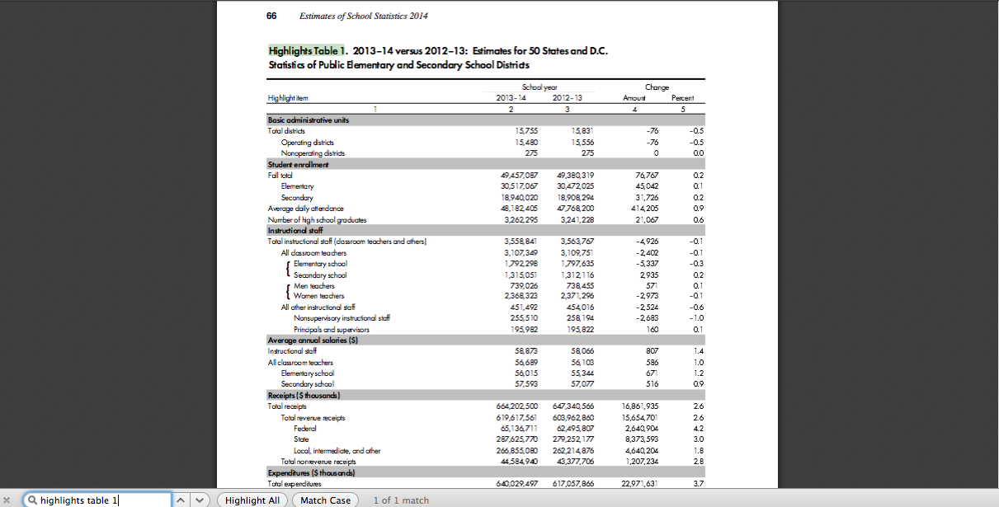 66 Estimates of School Statistics 2014
Highlights Table 1. 2013–14 versus 2012–13: Estimates for 50 States and D.C.
Statistics of Public Elementary and Secondary School Districts
School year Change
Highlight item 2013–14 2012–13 Amount Percent
1 2 3 4 5
Basic administrative units
Total districts 15,755 15,831 –76 –0.5
Operating districts 15,480 15,556 –76 –0.5
Nonoperating districts 275 275 0 0.0
Student enrollment
Fall total 49,457,087 49,380,319 76,767 0.2
Elementary 30,517,067 30,472,025 45,042 0.1
Secondary 18,940,020 18,908,294 31,726 0.2
Average daily attendance 48,182,405 47,768,200 414,205 0.9
Number of high school graduates 3,262,295 3,241,228 21,067 0.6
Instructional staff
Total instructional staff (classroom teachers and others) 3,558,841 3,563,767 –4,926 –0.1
All classroom teachers 3,107,349 3,109,751 –2,402 –0.1
Elementary school 1,792,298 1,797,635 –5,337 –0.3
Secondary school 1,315,051 1,312,116 2,935 0.2
Men teachers 739,026 738,455 571 0.1
Women teachers 2,368,323 2,371,296 –2,973 –0.1
All other instructional staff 451,492 454,016 –2,524 –0.6
Nonsupervisory instructional staff 255,510 258,194 –2,683 –1.0
Principals and supervisors 195,982 195,822 160 0.1
Average annual salaries ($)
Instructional staff 58,873 58,066 807 1.4
All classroom teachers 56,689 56,103 586 1.0
Elementary school 56,015 55,344 671 1.2
Secondary school 57,593 57,077 516 0.9
Receipts ($ thousands)
Total receipts 664,202,500 647,340,566 16,861,935 2.6
Total revenue receipts 619,617,561 603,962,860 15,654,701 2.6
Federal 65,136,711 62,495,807 2,640,904 4.2
State 287,625,770 279,252,177 8,373,593 3.0
Local, intermediate, and other 266,855,080 262,214,876 4,640,204 1.8
Total nonrevenue receipts 44,584,940 43,377,706 1,207,234 2.8
Expenditures ($ thousands)
Total expenditures 640,029,497 617,057,866 22,971,631 3.7
highlights table 1 Highlight All Match Case 1 of 1 match